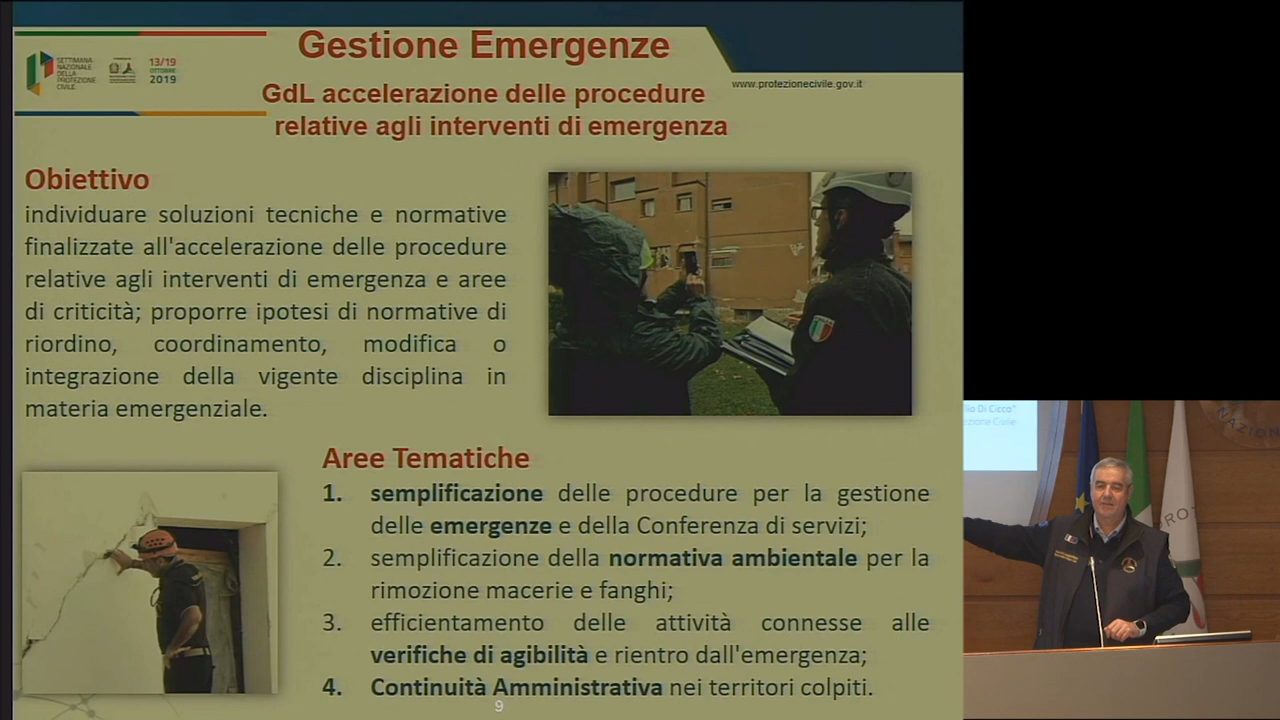 Gestione Emergenze
SETTIMANA
NAZIONALE
DELLA
PROTEZIONE
CIVILE
13/19
OTTOBRE
2019
www.protezionecivile.gov.it
GdL accelerazione delle procedure
relative agli interventi di emergenza
Obiettivo
individuare soluzioni tecniche e normative
finalizzate all'accelerazione delle procedure
relative agli interventi di emergenza e aree
di criticità; proporre ipotesi di normative di
riordino, coordinamento, modifica o
integrazione della vigente disciplina in
materia emergenziale.
Aree Tematiche
1. semplificazione delle procedure per la gestione
delle emergenze e della Conferenza di servizi;
2. semplificazione della normativa ambientale per la
rimozione macerie e fanghi;
3. efficientamento delle attività connesse alle
verifiche di agibilità e rientro dall'emergenza;
4. Continuità Amministrativa nei territori colpiti.
9
Di Cicco"
Civile
NAZION
PROT